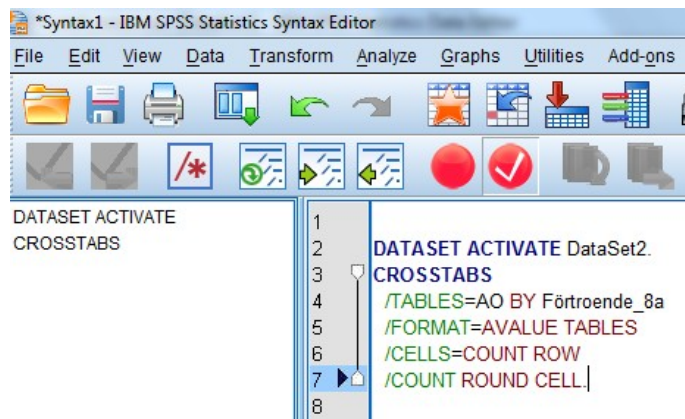 *Syntax1 - IBM SPSS Statistics Syntax Editor
File Edit View Data Transform Analyze Graphs Utilities Add-ons
/*
DATASET ACTIVATE
CROSSTABS
1
2 DATASET ACTIVATE DataSet2.
3 CROSSTABS
4 /TABLES=AO BY Förtroende_8a
5 /FORMAT=AVALUE TABLES
6 /CELLS=COUNT ROW
7 /COUNT ROUND CELL.
8